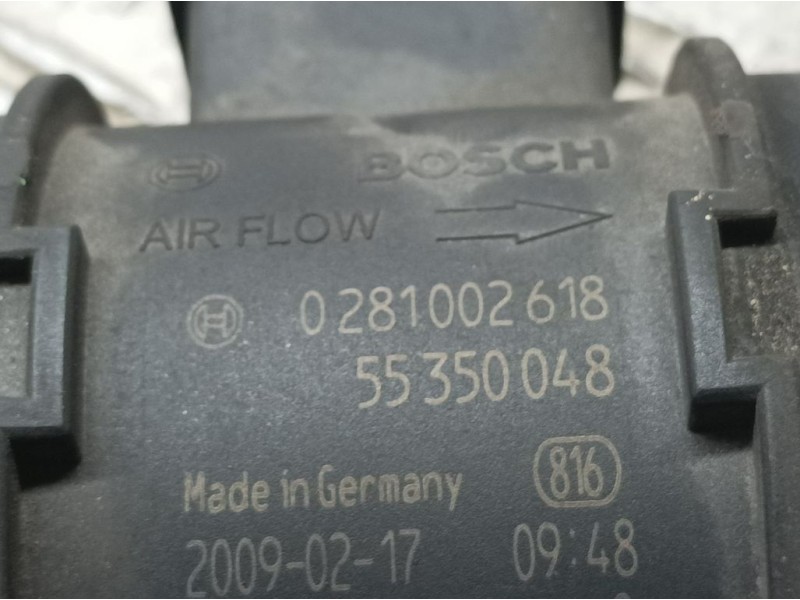 BOSCH
AIR FLOW
0 281 002 618
55 350 048
Made in Germany 816
2009-02-17 09:48